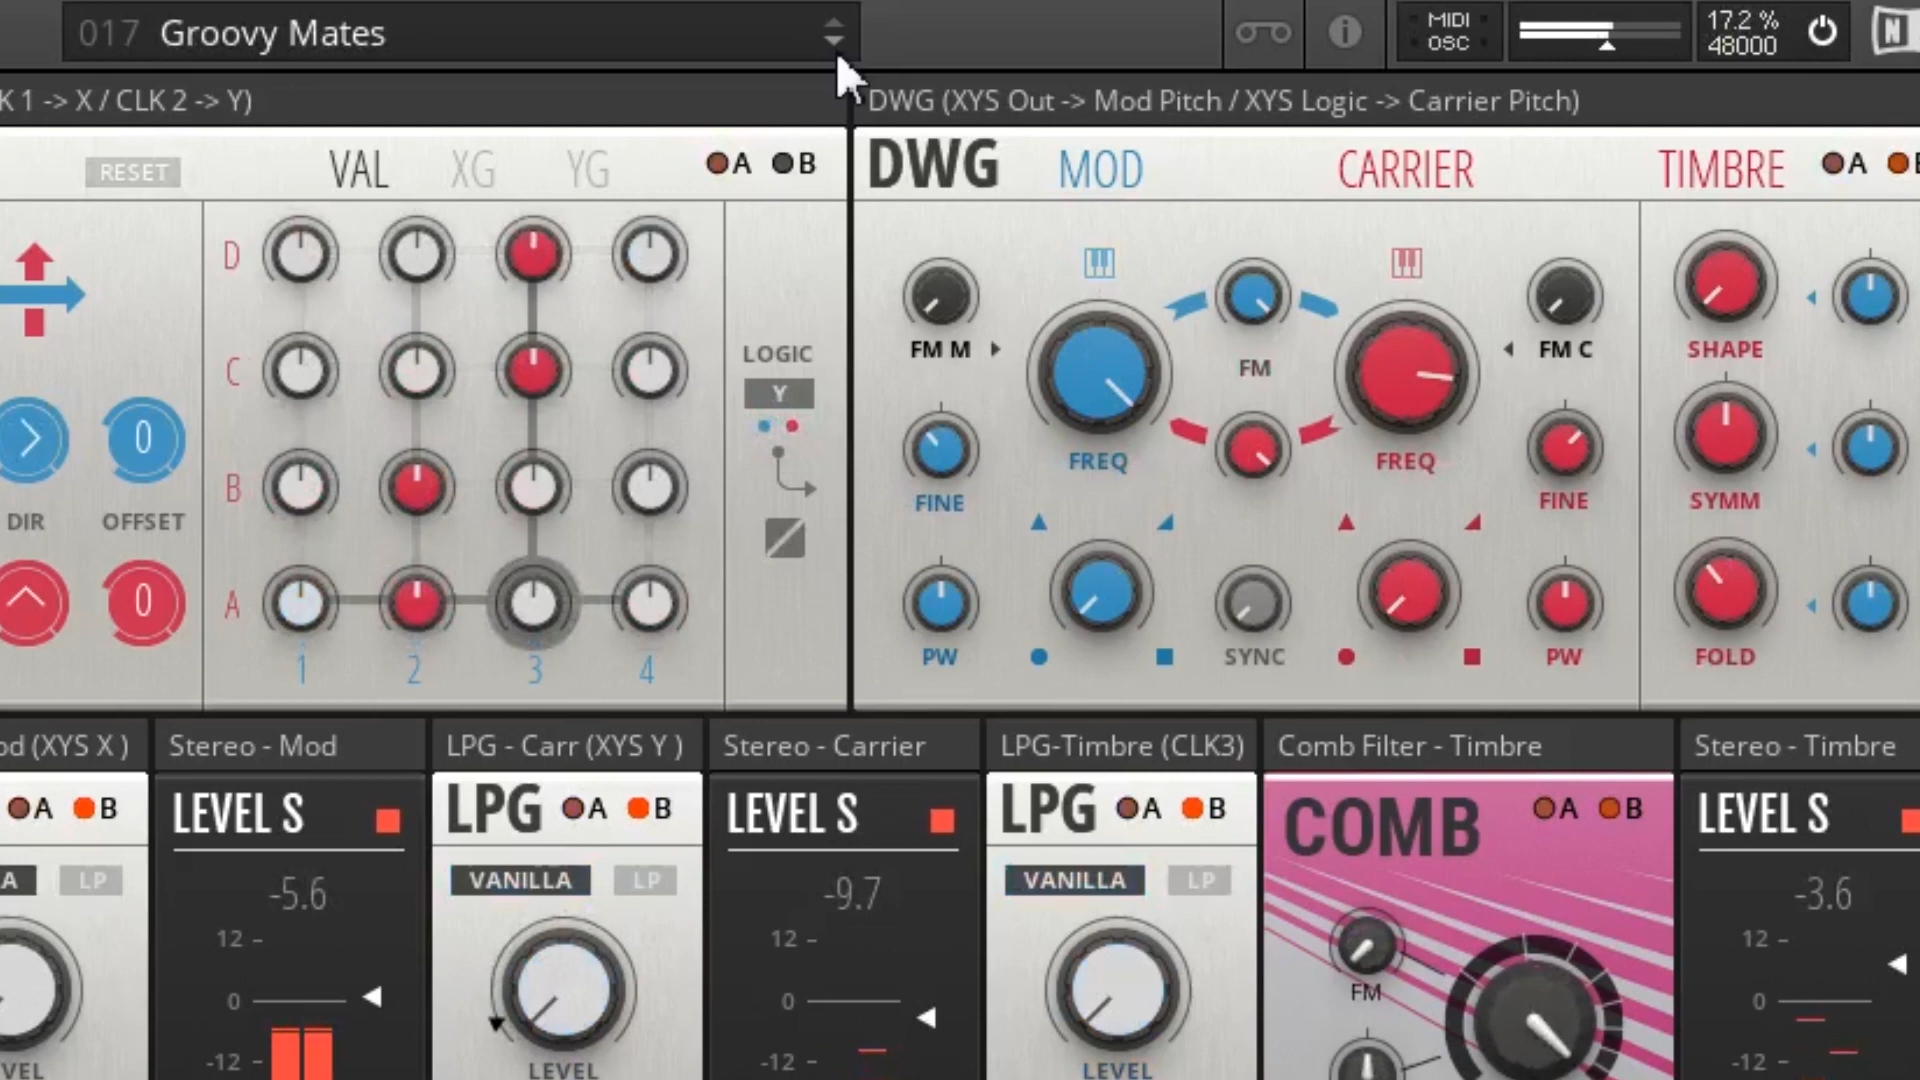 017 Groovy Mates
MIDI
OSC
17.2 %
48000
N
K 1 -> X / CLK 2 -> Y)
DWG (XYS Out -> Mod Pitch / XYS Logic -> Carrier Pitch)
RESET
VAL XG YG
A B
DWG MOD CARRIER TIMBRE
A B
D
C
B
A
1 2 3 4
DIR OFFSET
0
0
LOGIC
Y
FM M
FM
FM C
SHAPE
FREQ
FREQ
FINE
FINE
SYMM
PW
SYNC
PW
FOLD
od (XYS X )
Stereo - Mod
LPG - Carr (XYS Y )
Stereo - Carrier
LPG-Timbre (CLK3)
Comb Filter - Timbre
Stereo - Timbre
A B
LEVEL S
LPG A B
LEVEL S
LPG A B
COMB A B
LEVEL S
A LP
-5.6
VANILLA LP
-9.7
VANILLA LP
-3.6
12
0
-12
12
0
-12
FM
12
0
-12
VEL
LEVEL
LEVEL